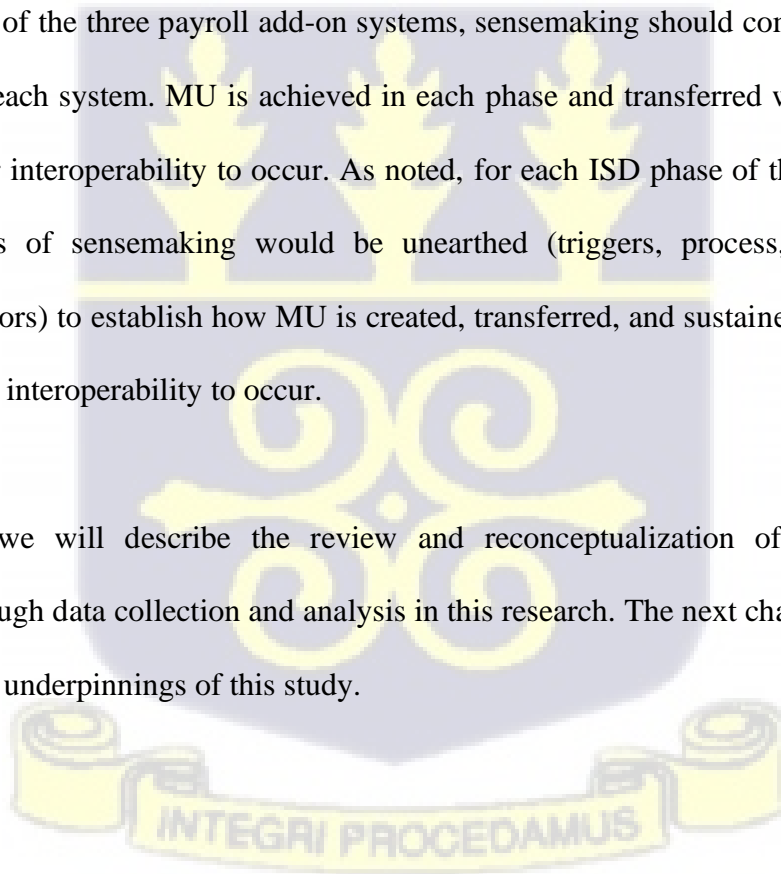 of the three payroll add-on systems, sensemaking should con
each system. MU is achieved in each phase and transferred
interoperability to occur. As noted, for each ISD phase of
of sensemaking would be unearthed (triggers, process,
ors) to establish how MU is created, transferred, and sustaine
interoperability to occur.
we will describe the review and reconceptualization of
ugh data collection and analysis in this research. The next cha
underpinnings of this study.
INTEGRI PROCEDAMUS